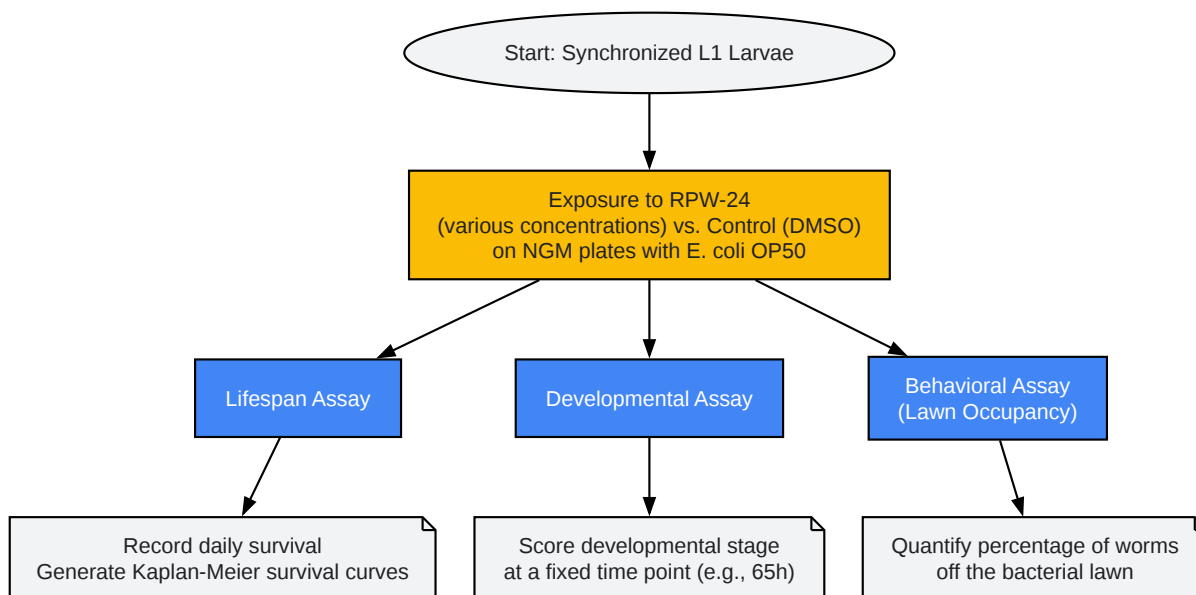 Start: Synchronized L1 Larvae
Exposure to RPW-24
(various concentrations) vs. Control (DMSO)
on NGM plates with E. coli OP50
Lifespan Assay
Developmental Assay
Behavioral Assay
(Lawn Occupancy)
Record daily survival
Generate Kaplan-Meier survival curves
Score developmental stage
at a fixed time point (e.g., 65h)
Quantify percentage of worms
off the bacterial lawn